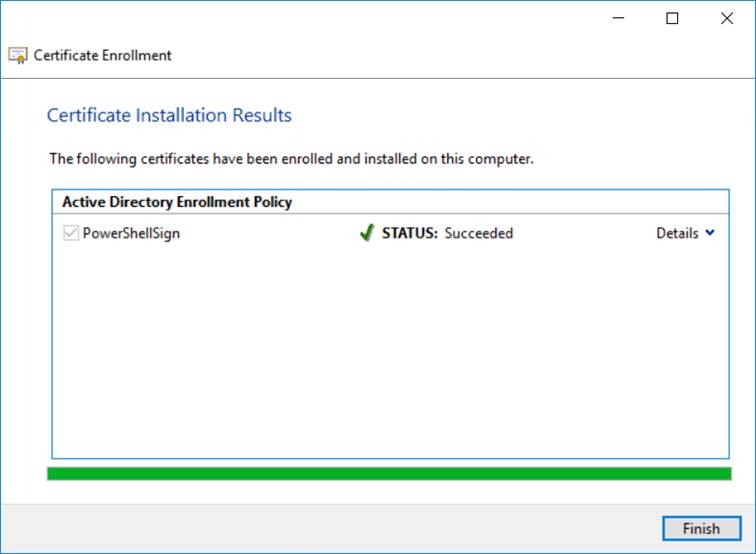 Certificate Enrollment
Certificate Installation Results
The following certificates have been enrolled and installed on this computer.
Active Directory Enrollment Policy
PowerShellSign STATUS: Succeeded Details
Finish